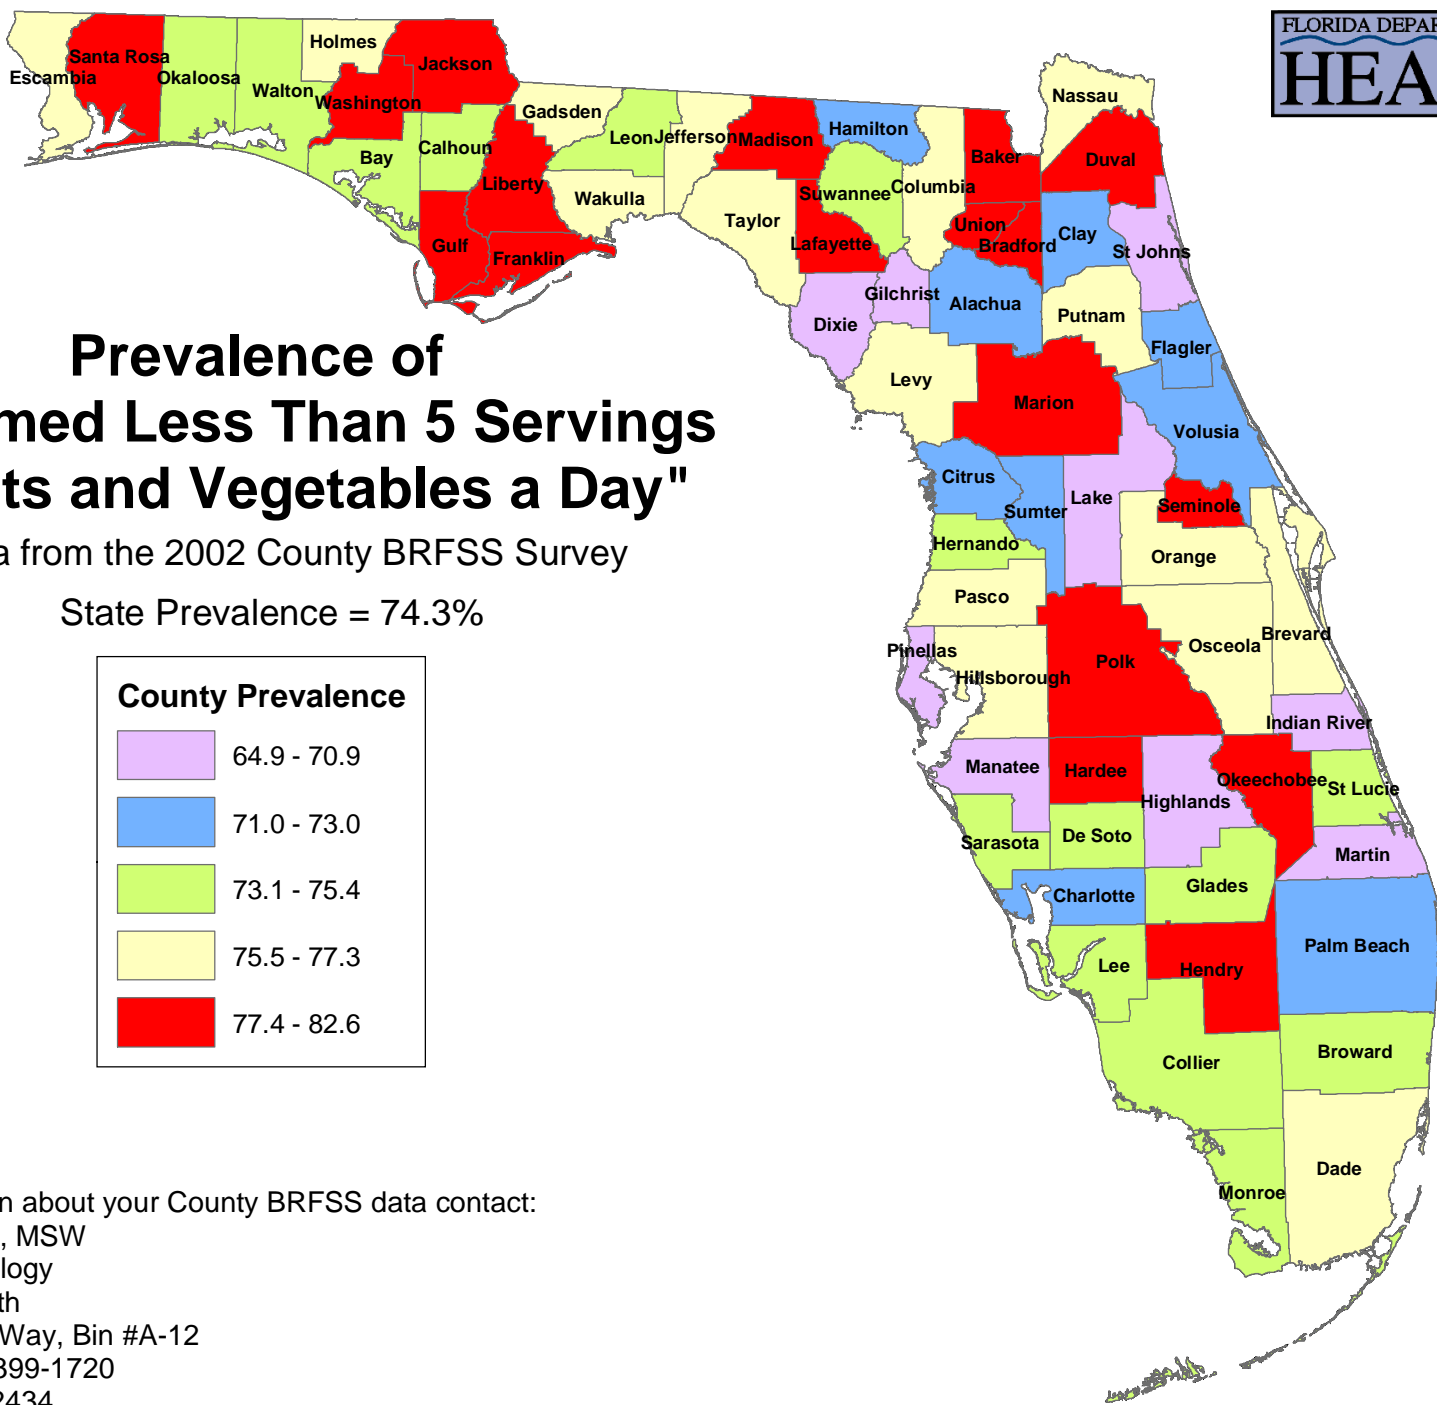 FLORIDA DEPAR
HEA
Escambia
Santa Rosa
Okaloosa
Walton
Holmes
Washington
Jackson
Bay
Calhoun
Gulf
Liberty
Franklin
Gadsden
Leon
Wakulla
Jefferson
Madison
Taylor
Hamilton
Suwannee
Lafayette
Columbia
Baker
Union
Bradford
Nassau
Duval
Clay
St Johns
Dixie
Gilchrist
Alachua
Putnam
Flagler
Levy
Marion
Volusia
Citrus
Sumter
Lake
Seminole
Hernando
Orange
Pasco
Pinellas
Hillsborough
Polk
Osceola
Brevard
Indian River
Manatee
Hardee
Highlands
Okeechobee
St Lucie
Sarasota
De Soto
Martin
Charlotte
Glades
Lee
Hendry
Palm Beach
Collier
Broward
Monroe
Dade
Prevalence of
med Less Than 5 Servings
ts and Vegetables a Day"
a from the 2002 County BRFSS Survey
State Prevalence = 74.3%
County Prevalence
64.9 - 70.9
71.0 - 73.0
73.1 - 75.4
75.5 - 77.3
77.4 - 82.6
n about your County BRFSS data contact:
, MSW
logy
th
Way, Bin #A-12
399-1720
2434